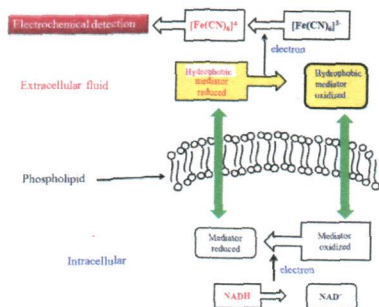 Electrochemical detection
[Fe(CN)₆]⁴
[Fe(CN)₆]³⁻
electron
Extracellular fluid
Hydrophobic
mediator
reduced
Hydrophobic
mediator
oxidized
Phospholipid
Mediator
reduced
Mediator
oxidized
Intracellular
electron
NADH
NAD⁺